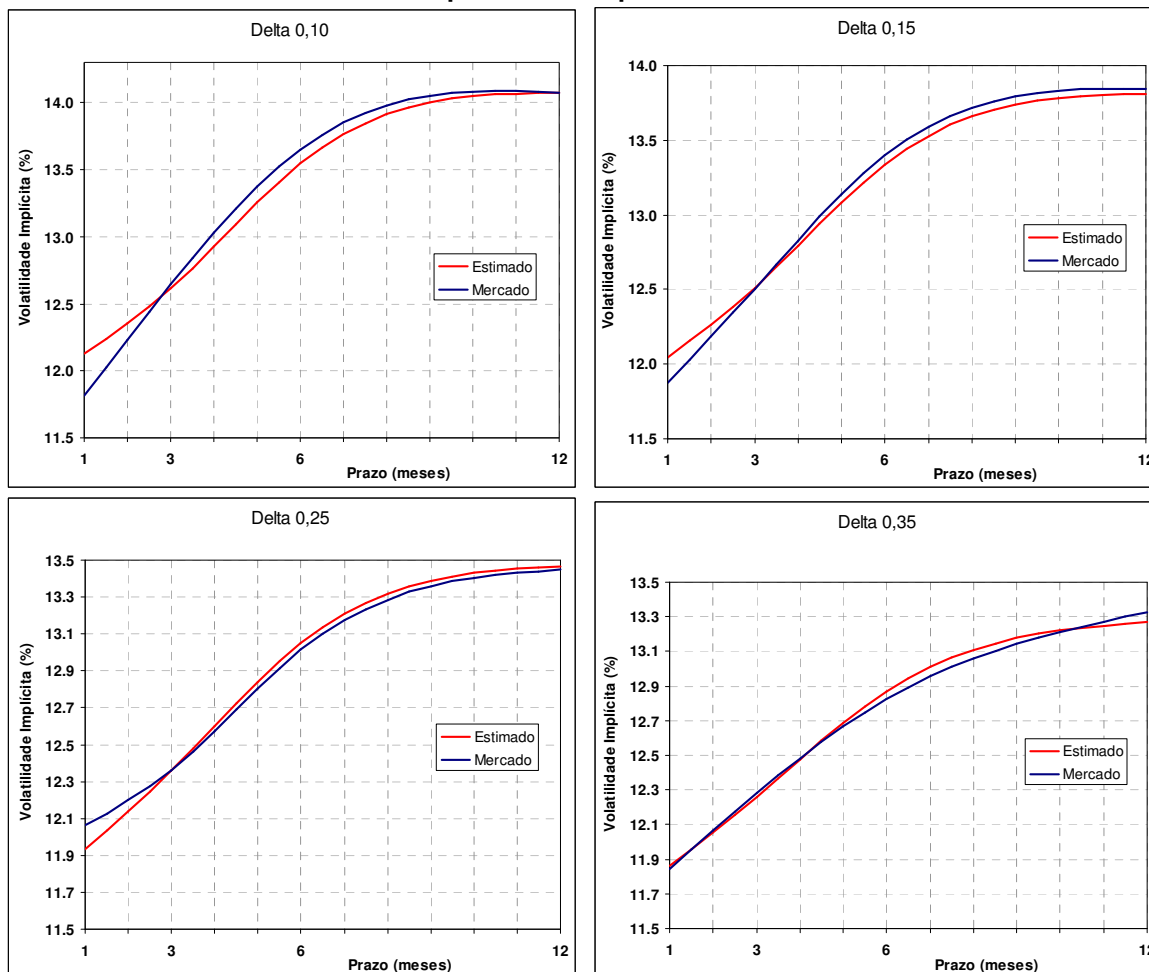 Delta 0,10
14.0
13.5
13.0
12.5
12.0
11.5
Volatilidade Implícita (%)
Estimado
Mercado
1
3
6
12
Prazo (meses)
Delta 0,15
14.0
13.5
13.0
12.5
12.0
11.5
Volatilidade Implícita (%)
Estimado
Mercado
1
3
6
12
Prazo (meses)
Delta 0,25
13.5
13.3
13.1
12.9
12.7
12.5
12.3
12.1
11.9
11.7
11.5
Volatilidade Implícita (%)
Estimado
Mercado
1
3
6
12
Prazo (meses)
Delta 0,35
13.5
13.3
13.1
12.9
12.7
12.5
12.3
12.1
11.9
11.7
11.5
Volatilidade Implícita (%)
Estimado
Mercado
1
3
6
12
Prazo (meses)